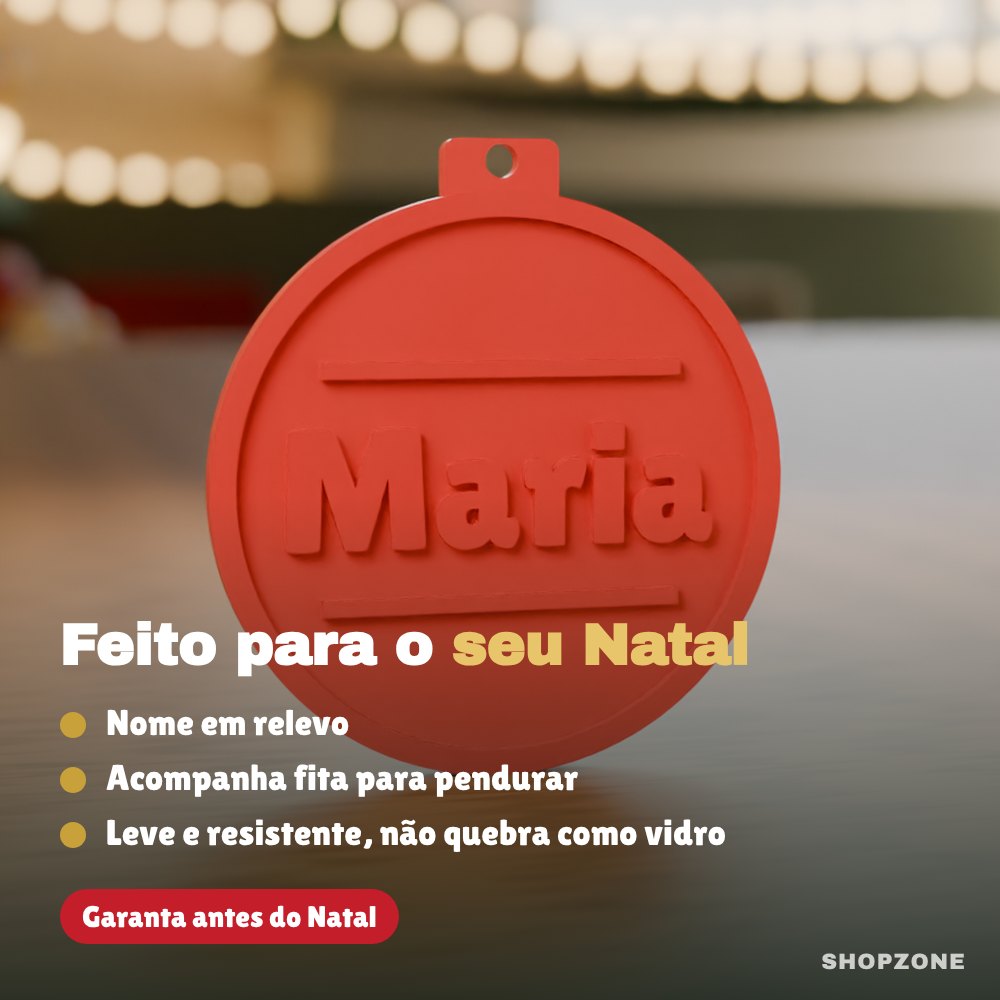 Maria
Feito para o seu Natal
Nome em relevo
Acompanha fita para pendurar
Leve e resistente, não quebra como vidro
Garanta antes do Natal
SHOPZONE